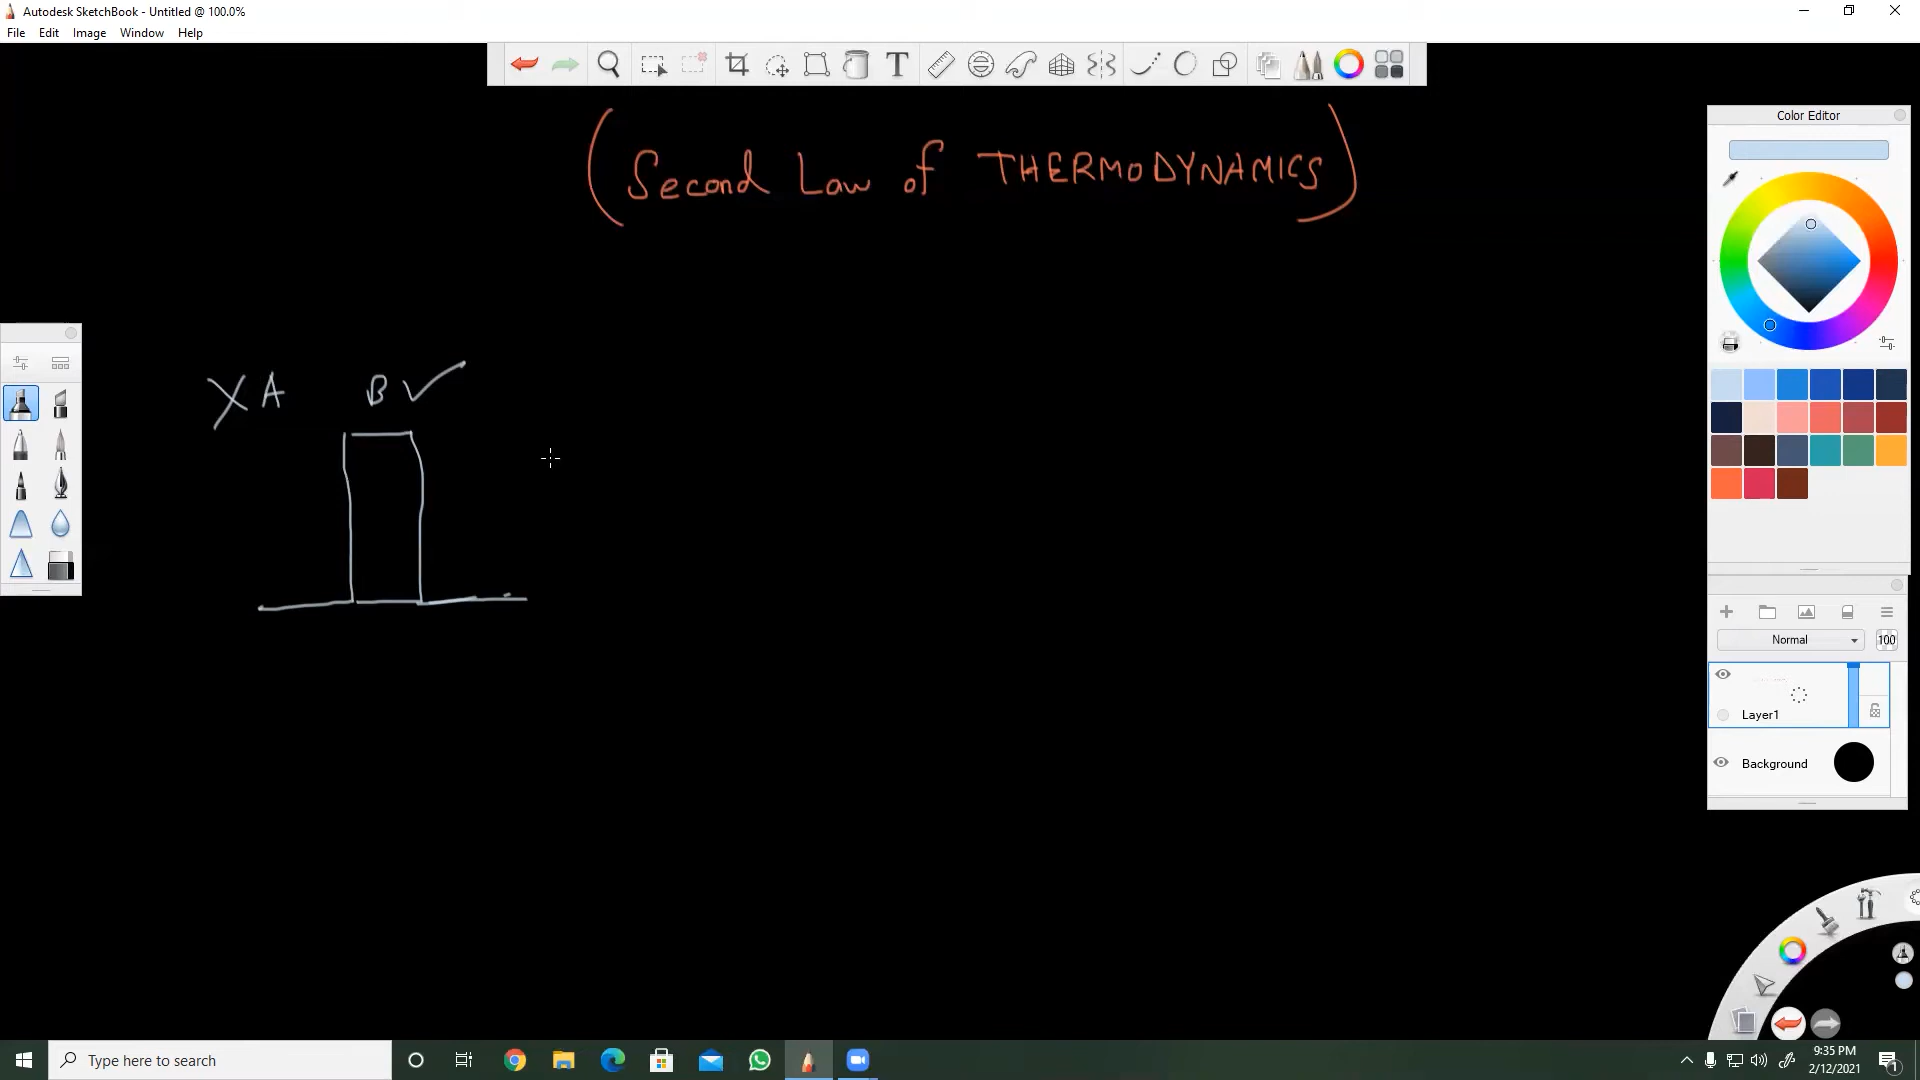 Autodesk SketchBook - Untitled @ 100.0%
File Edit Image Window Help
T
Color Editor
(Second Law of THERMODYNAMICS)
X A B ✓
Normal 100
Layer1
Background
Type here to search
9:35 PM
2/12/2021
1